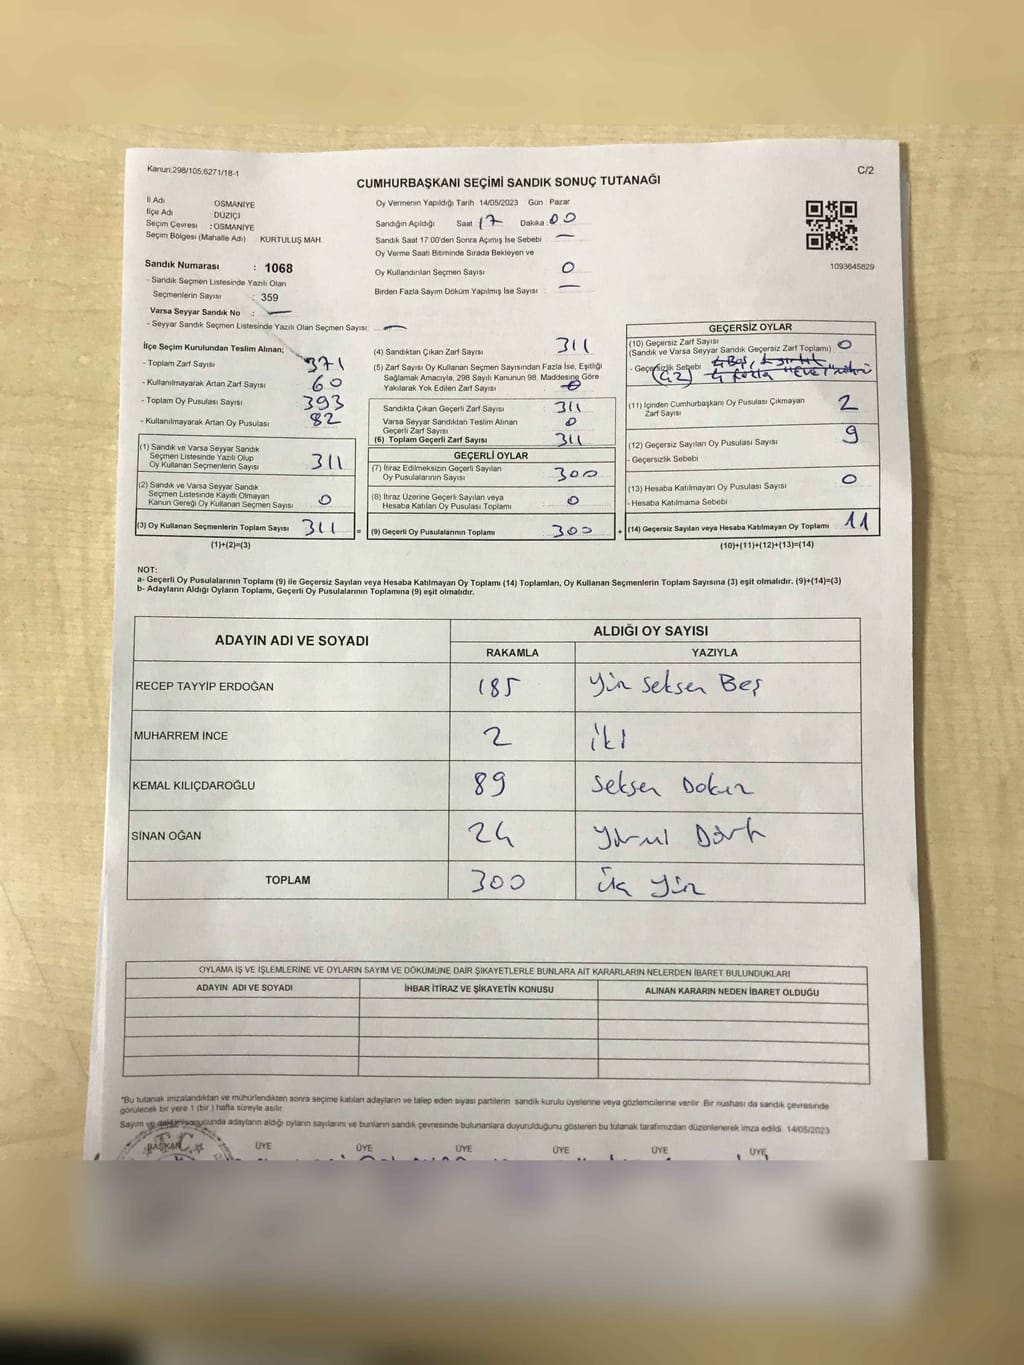 Kanun;298/105,6271/18-1
C/2
CUMHURBAŞKANI SEÇİMİ SANDIK SONUÇ TUTANAĞI
İl Adı : OSMANİYE
İlçe Adı : DÜZİÇİ
Seçim Çevresi : OSMANİYE
Seçim Bölgesi (Mahalle Adı) KURTULUŞ MAH.
Sandık Numarası : 1068
- Sandık Seçmen Listesinde Yazılı Olan
Seçmenlerin Sayısı : 359
Varsa Seyyar Sandık No : —
- Seyyar Sandık Seçmen Listesinde Yazılı Olan Seçmen Sayısı: —
Oy Vermenin Yapıldığı Tarih 14/05/2023 Gün : Pazar
Sandığın Açıldığı Saat 17 Dakika : 00
Sandık Saat 17:00'den Sonra Açımış İse Sebebi —
Oy Verme Saati Bitiminde Sırada Bekleyen ve
Oy Kullandırılan Seçmen Sayısı 0
Birden Fazla Sayım Döküm Yapılmış İse Sayısı : —
1093645829
İlçe Seçim Kurulundan Teslim Alınan;
- Toplam Zarf Sayısı 371
- Kullanılmayarak Artan Zarf Sayısı : 60
- Toplam Oy Pusulası Sayısı 393
- Kullanılmayarak Artan Oy Pusulası : 82
(1) Sandık ve Varsa Seyyar Sandık
Seçmen Listesinde Yazılı Olup
Oy Kullanan Seçmenlerin Sayısı 311
(2) Sandık ve Varsa Seyyar Sandık
Seçmen Listesinde Kayıtlı Olmayan
Kanun Gereği Oy Kullanan Seçmen Sayısı 0
(3) Oy Kullanan Seçmenlerin Toplam Sayısı 311
(1)+(2)=(3)
(4) Sandıktan Çıkan Zarf Sayısı : 311
(5) Zarf Sayısı Oy Kullanan Seçmen Sayısından Fazla İse, Eşitliği
Sağlamak Amacıyla, 298 Sayılı Kanunun 98. Maddesine Göre
Yakılarak Yok Edilen Zarf Sayısı : 0
Sandıkta Çıkan Geçerli Zarf Sayısı 311
Varsa Seyyar Sandıktan Teslim Alınan
Geçerli Zarf Sayısı 0
(6) Toplam Geçerli Zarf Sayısı 311
GEÇERLİ OYLAR
(7) İtiraz Edilmeksizin Geçerli Sayılan
Oy Pusulalarının Sayısı 300
(8) İtiraz Üzerine Geçerli Sayılan veya
Hesaba Katılan Oy Pusulası Toplamı 0
= (9) Geçerli Oy Pusulalarının Toplamı 300 +
GEÇERSİZ OYLAR
(10) Geçersiz Zarf Sayısı
(Sandık ve Varsa Seyyar Sandık Geçersiz Zarf Toplamı) : 0
- Geçersizlik Sebebi 4 Boş,
4 fazla "Evet"
(11) İçinden Cumhurbaşkanı Oy Pusulası Çıkmayan
Zarf Sayısı 2
(12) Geçersiz Sayılan Oy Pusulası Sayısı 9
- Geçersizlik Sebebi
(13) Hesaba Katılmayan Oy Pusulası Sayısı 0
- Hesaba Katılmama Sebebi
(14) Geçersiz Sayılan veya Hesaba Katılmayan Oy Toplamı 11
(10)+(11)+(12)+(13)=(14)
NOT:
a- Geçerli Oy Pusulalarının Toplamı (9) ile Geçersiz Sayılan veya Hesaba Katılmayan Oy Toplamı (14) Toplamları, Oy Kullanan Seçmenlerin Toplam Sayısına (3) eşit olmalıdır. (9)+(14)=(3)
b- Adayların Aldığı Oyların Toplamı, Geçerli Oy Pusulalarının Toplamına (9) eşit olmalıdır.
ADAYIN ADI VE SOYADI ALDIĞI OY SAYISI
RAKAMLA YAZIYLA
RECEP TAYYİP ERDOĞAN 185 Yüz Seksen Beş
MUHARREM İNCE 2 İki
KEMAL KILIÇDAROĞLU 89 Seksen Dokuz
SİNAN OĞAN 24 Yirmi Dört
TOPLAM 300 Üç Yüz
OYLAMA İŞ VE İŞLEMLERİNE VE OYLARIN SAYIM VE DÖKÜMÜNE DAİR ŞİKAYETLERLE BUNLARA AİT KARARLARIN NELERDEN İBARET BULUNDUKLARI
ADAYIN ADI VE SOYADI İHBAR İTİRAZ VE ŞİKAYETİN KONUSU ALINAN KARARIN NEDEN İBARET OLDUĞU
*Bu tutanak imzalandıktan ve mühürlendikten sonra seçime katılan adayların ve talep eden siyasi partilerin sandık kurulu üyelerine veya gözlemcilerine verilir. Bir nushası da sandık çevresinde
görülecek bir yere 1 (bir) hafta süreyle asılır.
Sayım ve döküm sonucunda adayların aldığı oyların sayılarını ve bunların sandık çevresinde bulunanlara duyurulduğunu gösteren bu tutanak tarafımızdan düzenlenerek imza edildi. 14/05/2023
BAŞKAN ÜYE ÜYE ÜYE ÜYE ÜYE ÜYE
T.C.